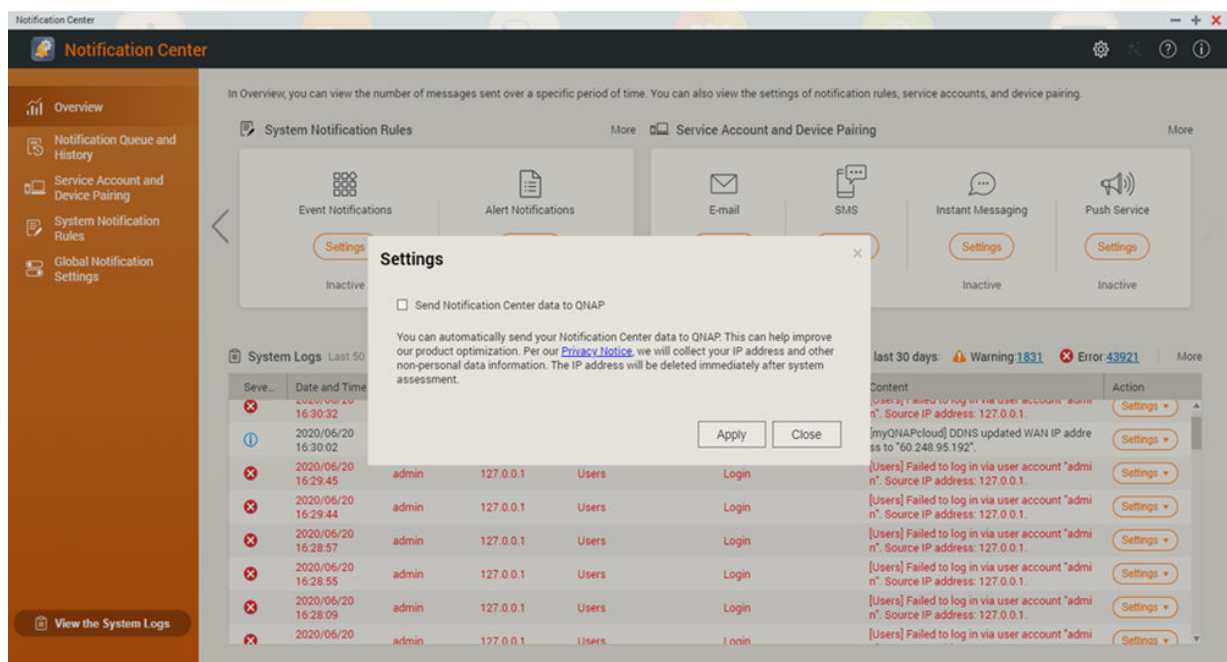 Notification Center
Notification Center
Overview
Notification Queue and
History
Service Account and
Device Pairing
System Notification
Rules
Global Notification
Settings
View the System Logs
In Overview, you can view the number of messages sent over a specific period of time. You can also view the settings of notification rules, service accounts, and device pairing.
System Notification Rules
More
Service Account and Device Pairing
More
Event Notifications
Alert Notifications
E-mail
SMS
Instant Messaging
Push Service
Settings
Settings
Settings
Inactive
Inactive
Inactive
Settings
Send Notification Center data to QNAP
You can automatically send your Notification Center data to QNAP. This can help improve
our product optimization. Per our Privacy Notice, we will collect your IP address and other
non-personal data information. The IP address will be deleted immediately after system
assessment.
Apply
Close
System Logs Last 50
last 30 days: Warning:1831 Error:43921 More
Seve... Date and Time Content Action
16:30:32 n". Source IP address: 127.0.0.1. Settings
2020/06/20 [myQNAPcloud] DDNS updated WAN IP addre
16:30:02 ss to "60.248.95.192". Settings
2020/06/20 [Users] Failed to log in via user account "admi
16:29:45 admin 127.0.0.1 Users Login n". Source IP address: 127.0.0.1. Settings
2020/06/20 [Users] Failed to log in via user account "admi
16:29:44 admin 127.0.0.1 Users Login n". Source IP address: 127.0.0.1. Settings
2020/06/20 [Users] Failed to log in via user account "admi
16:28:57 admin 127.0.0.1 Users Login n". Source IP address: 127.0.0.1. Settings
2020/06/20 [Users] Failed to log in via user account "admi
16:28:55 admin 127.0.0.1 Users Login n". Source IP address: 127.0.0.1. Settings
2020/06/20 [Users] Failed to log in via user account "admi
16:28:09 admin 127.0.0.1 Users Login n". Source IP address: 127.0.0.1. Settings
2020/06/20 [Users] Failed to log in via user account "admi
admin 127.0.0.1 Users Login Settings